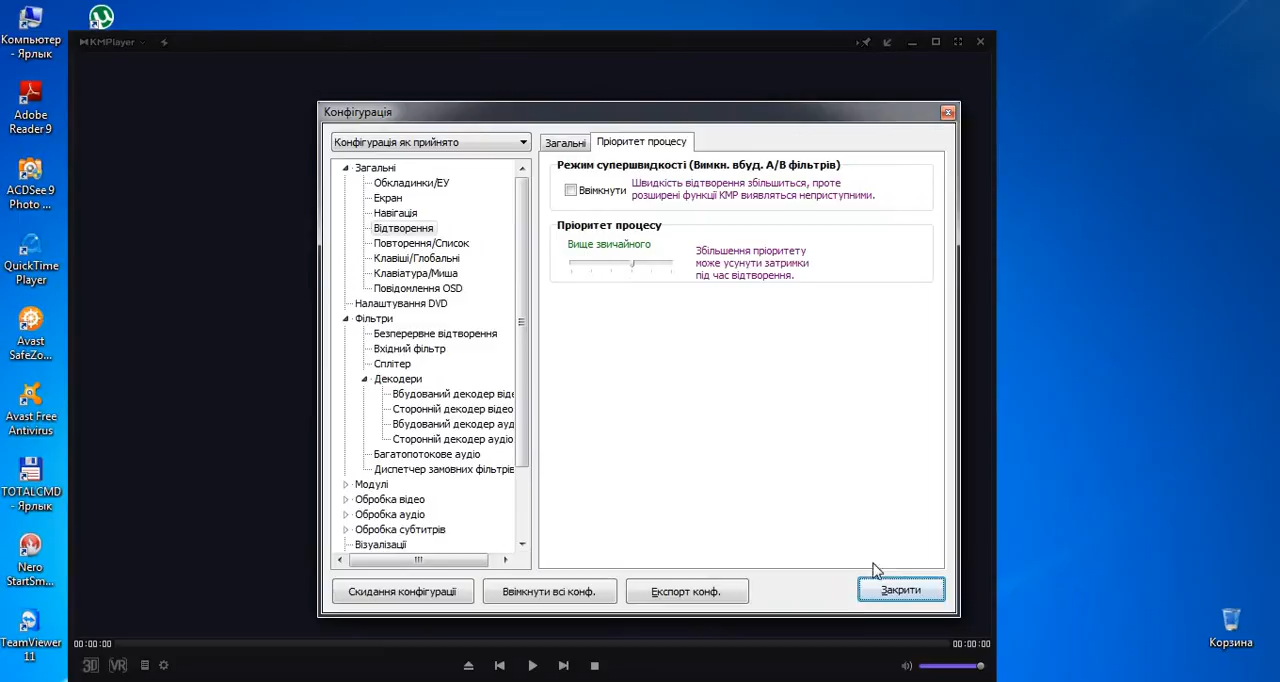 Компьютер
- Ярлык
Adobe
Reader 9
ACDSee 9
Photo ...
QuickTime
Player
Avast
SafeZo...
Avast Free
Antivirus
TOTALCMD
- Ярлык
Nero
StartSm...
TeamViewer
11
KMPlayer
Конфігурація
Конфігурація як прийнято
Загальні
Обкладинки/ЕУ
Екран
Навігація
Відтворення
Повторення/Список
Клавіші/Глобальні
Клавіатура/Миша
Повідомлення OSD
Налаштування DVD
Фільтри
Безперервне відтворення
Вхідний фільтр
Сплітер
Декодери
Вбудований декодер віде
Сторонній декодер відео
Вбудований декодер ауд
Сторонній декодер аудіо
Багатопотокове аудіо
Диспетчер замовних фільтрів
Модулі
Обробка відео
Обробка аудіо
Обробка субтитрів
Візуалізації
Загальні
Пріоритет процесу
Режим супершвидкості (Вимкн. вбуд. А/В фільтрів)
Ввімкнути
Швидкість відтворення збільшиться, проте
розширені функції КМР виявляться неприступними.
Пріоритет процесу
Вище звичайного
Збільшення пріоритету
може усунути затримки
під час відтворення.
Скидання конфігурації
Ввімкнути всі конф.
Експорт конф.
Закрити
00:00:00
00:00:00
3D
VR
Корзина